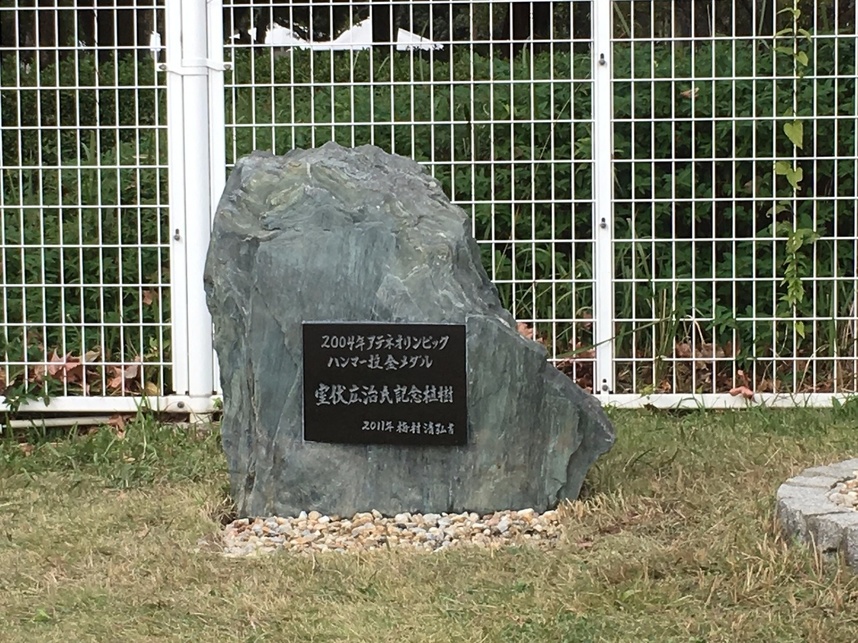 2004年アテネオリンピック
ハンマー投金メダル
室伏広治氏記念植樹
2011年 梅村清弘書